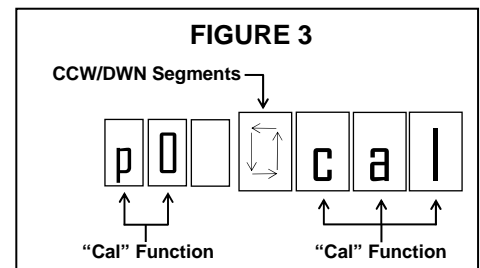 FIGURE 3
CCW/DWN Segments
p0 cal
“Cal” Function “Cal” Function